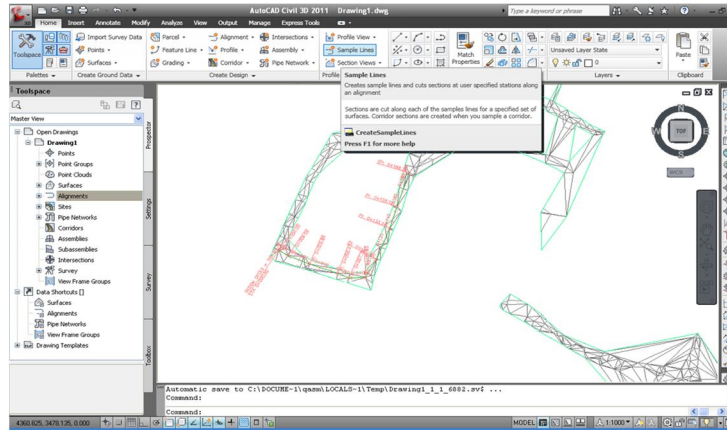 AutoCAD Civil 3D 2011 Drawing1.dwg
Type a keyword or phrase
Home Insert Annotate Modify Analyze View Output Manage Express Tools
Toolspace
Import Survey Data
Points
Surfaces
Parcel
Feature Line
Grading
Alignment
Profile
Corridor
Intersections
Assembly
Pipe Network
Profile View
Sample Lines
Section Views
Match
Properties
Unsaved Layer State
0
Paste
Palettes
Create Ground Data
Create Design
Layers
Clipboard
Sample Lines
Creates sample lines and cuts sections at user specified stations along
an alignment
Sections are cut along each of the samples lines for a specified set of
surfaces. Corridor sections are created when you sample a corridor.
CreateSampleLines
Press F1 for more help
Toolspace
Master View
Open Drawings
Drawing1
Points
Point Groups
Point Clouds
Surfaces
Alignments
Sites
Pipe Networks
Corridors
Assemblies
Subassemblies
Intersections
Survey
View Frame Groups
Data Shortcuts []
Surfaces
Alignments
Pipe Networks
View Frame Groups
Drawing Templates
Prospector
Settings
Survey
Toolbox
N
W
TOP
S
WCS
Automatic save to C:\DOCUME~1\qasm\LOCALS~1\Temp\Drawing1_1_1_6882.sv$ ...
Command:
Command:
4360.825, 3478.135, 0.000
MODEL
1:1000